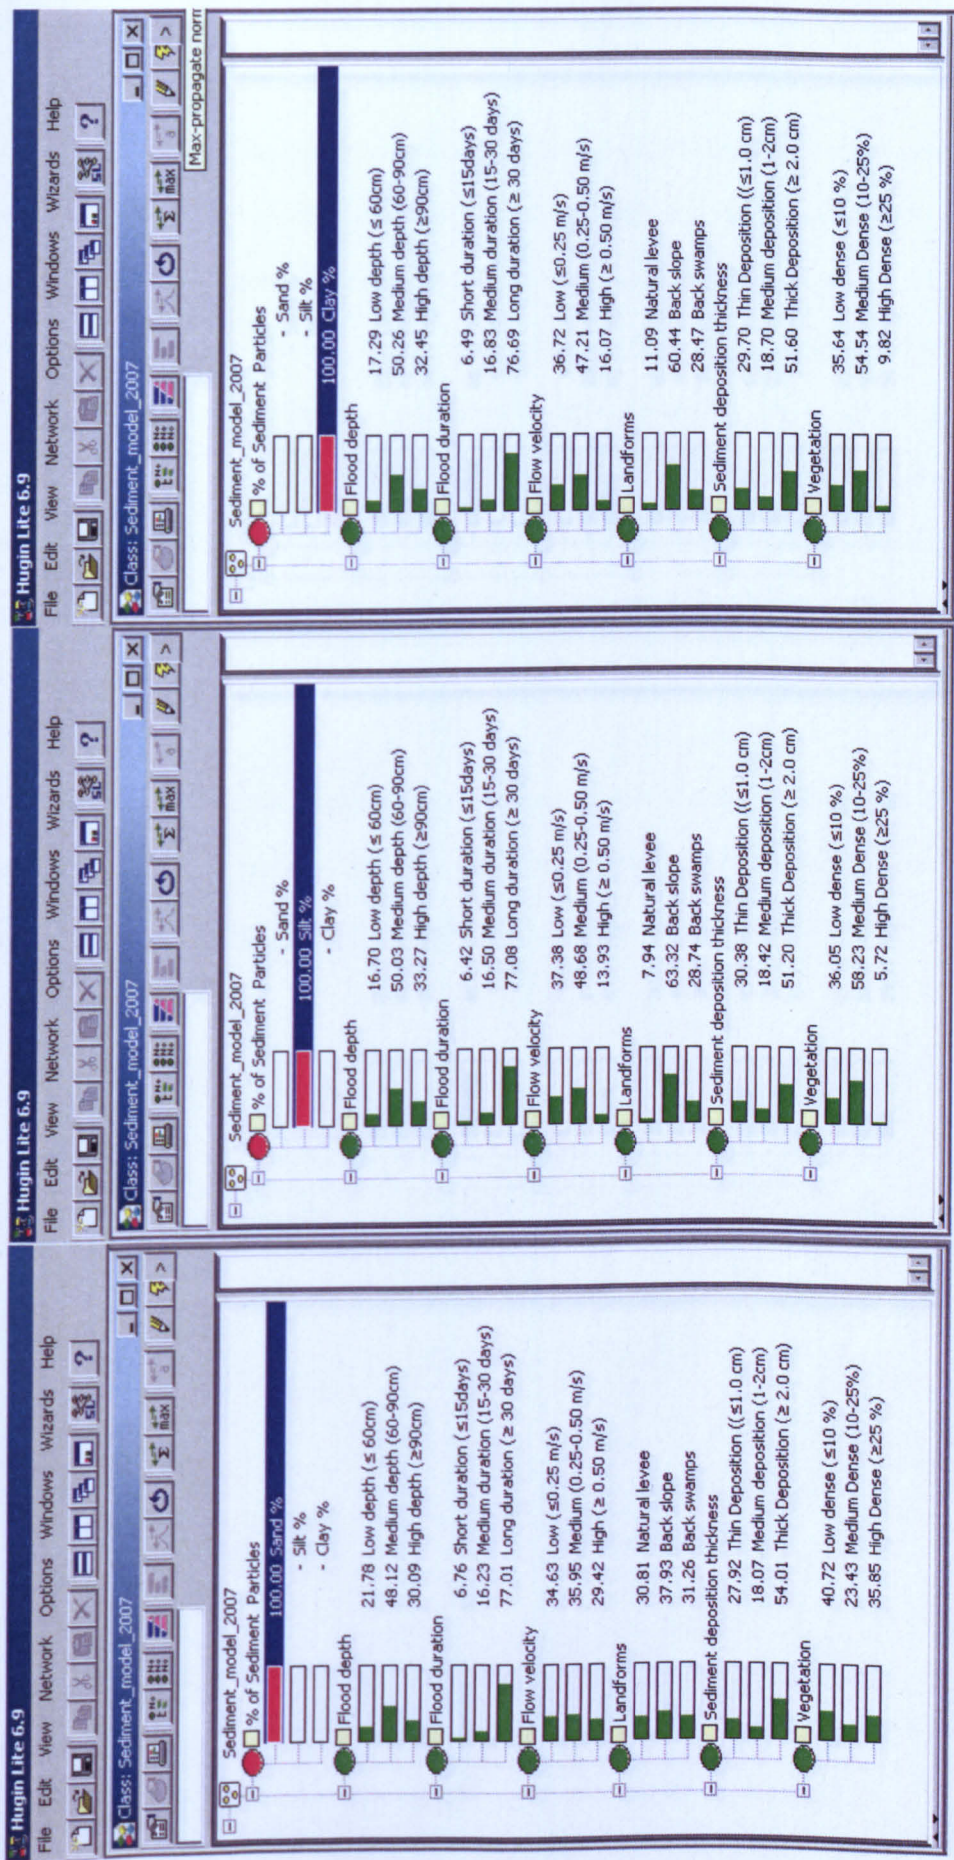 Hugin Lite 6.9
File Edit View Network Options Windows Wizards Help
Class: Sediment_model_2007
Σ max
Sediment_model_2007
% of Sediment Particles
100.00 Sand %
- Silt %
- Clay %
Flood depth
21.78 Low depth (≤ 60cm)
48.12 Medium depth (60-90cm)
30.09 High depth (≥90cm)
Flood duration
6.76 Short duration (≤15days)
16.23 Medium duration (15-30 days)
77.01 Long duration (≥ 30 days)
Flow velocity
34.63 Low (≤0.25 m/s)
35.95 Medium (0.25-0.50 m/s)
29.42 High (≥ 0.50 m/s)
Landforms
30.81 Natural levee
37.93 Back slope
31.26 Back swamps
Sediment deposition thickness
27.92 Thin Deposition ((≤1.0 cm)
18.07 Medium deposition (1-2cm)
54.01 Thick Deposition (≥ 2.0 cm)
Vegetation
40.72 Low dense (≤10 %)
23.43 Medium Dense (10-25%)
35.85 High Dense (≥25 %)
Hugin Lite 6.9
File Edit View Network Options Windows Wizards Help
Class: Sediment_model_2007
Σ max
Sediment_model_2007
% of Sediment Particles
- Sand %
100.00 Silt %
- Clay %
Flood depth
16.70 Low depth (≤ 60cm)
50.03 Medium depth (60-90cm)
33.27 High depth (≥90cm)
Flood duration
6.42 Short duration (≤15days)
16.50 Medium duration (15-30 days)
77.08 Long duration (≥ 30 days)
Flow velocity
37.38 Low (≤0.25 m/s)
48.68 Medium (0.25-0.50 m/s)
13.93 High (≥ 0.50 m/s)
Landforms
7.94 Natural levee
63.32 Back slope
28.74 Back swamps
Sediment deposition thickness
30.38 Thin Deposition ((≤1.0 cm)
18.42 Medium deposition (1-2cm)
51.20 Thick Deposition (≥ 2.0 cm)
Vegetation
36.05 Low dense (≤10 %)
58.23 Medium Dense (10-25%)
5.72 High Dense (≥25 %)
Hugin Lite 6.9
File Edit View Network Options Windows Wizards Help
Class: Sediment_model_2007
Σ max
Max-propagate norm
Sediment_model_2007
% of Sediment Particles
- Sand %
- Silt %
100.00 Clay %
Flood depth
17.29 Low depth (≤ 60cm)
50.26 Medium depth (60-90cm)
32.45 High depth (≥90cm)
Flood duration
6.49 Short duration (≤15days)
16.83 Medium duration (15-30 days)
76.69 Long duration (≥ 30 days)
Flow velocity
36.72 Low (≤0.25 m/s)
47.21 Medium (0.25-0.50 m/s)
16.07 High (≥ 0.50 m/s)
Landforms
11.09 Natural levee
60.44 Back slope
28.47 Back swamps
Sediment deposition thickness
29.70 Thin Deposition ((≤1.0 cm)
18.70 Medium deposition (1-2cm)
51.60 Thick Deposition (≥ 2.0 cm)
Vegetation
35.64 Low dense (≤10 %)
54.54 Medium Dense (10-25%)
9.82 High Dense (≥25 %)